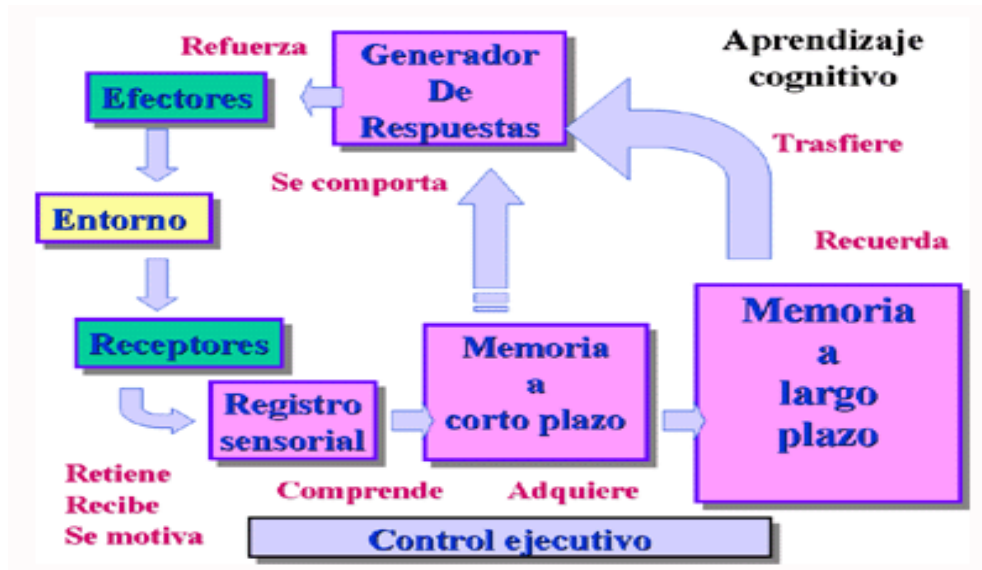 Refuerza
Generador
De
Respuestas
Aprendizaje
cognitivo
Efectores
Trasfiere
Se comporta
Entorno
Recuerda
Receptores
Memoria
a
corto plazo
Memoria
a
largo
plazo
Registro
sensorial
Retiene
Recibe
Se motiva
Comprende
Adquiere
Control ejecutivo